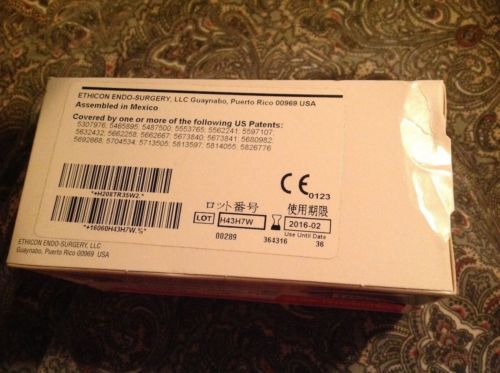 ETHICON ENDO-SURGERY, LLC Guaynabo, Puerto Rico 00969 USA
Assembled in Mexico
Covered by one or more of the following US Patents:
5307976, 5465895, 5487500, 5553765, 5562241, 5597107
5632432, 5662258, 5662667, 5673840, 5673841, 5680982
5692668, 5704534, 5713505, 5813597, 5814055, 5826776
CE 0123
*+H208TR35W2.*
ロット番号 使用期限
LOT H43H7W 2016-02
Use Until Date
00289 364316 36
*+16060H43H7W.%*
ETHICON ENDO-SURGERY, LLC
Guaynabo, Puerto Rico 00969 USA